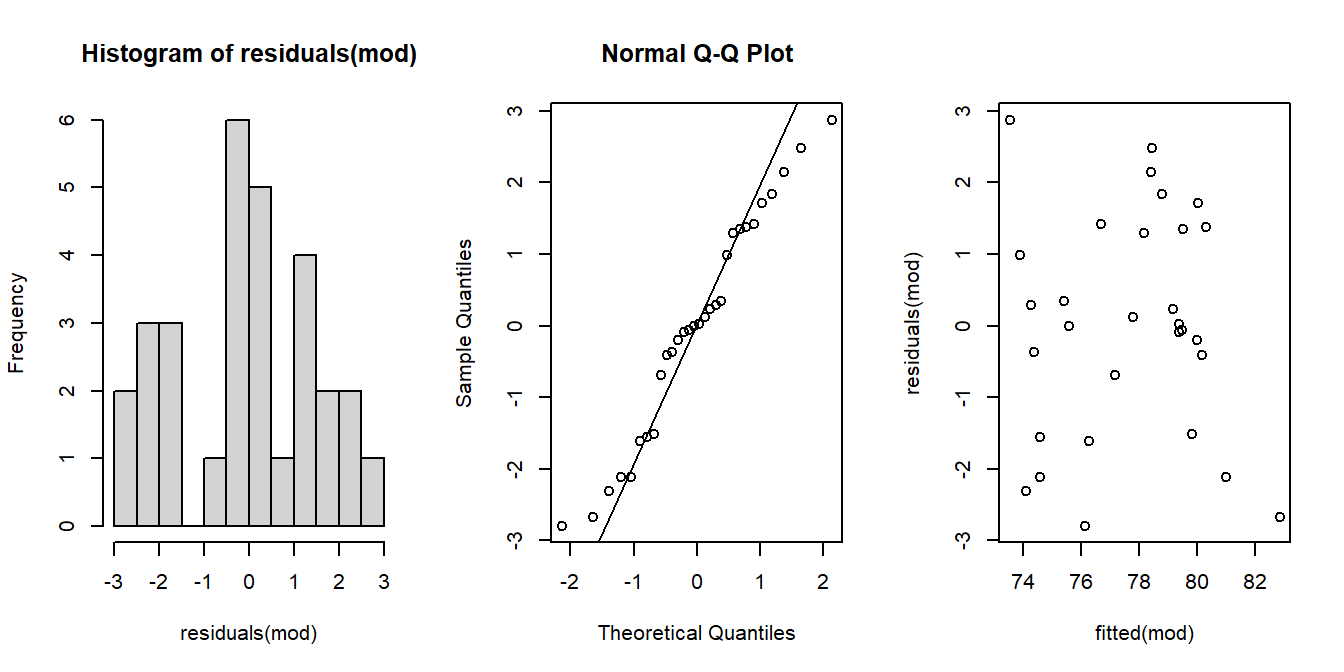 Histogram of residuals(mod)
Frequency
6
5
4
3
2
1
0
-3 -2 -1 0 1 2 3
residuals(mod)
Normal Q-Q Plot
Sample Quantiles
3
2
1
0
-1
-2
-3
-2 -1 0 1 2
Theoretical Quantiles
residuals(mod)
3
2
1
0
-1
-2
-3
74 76 78 80 82
fitted(mod)